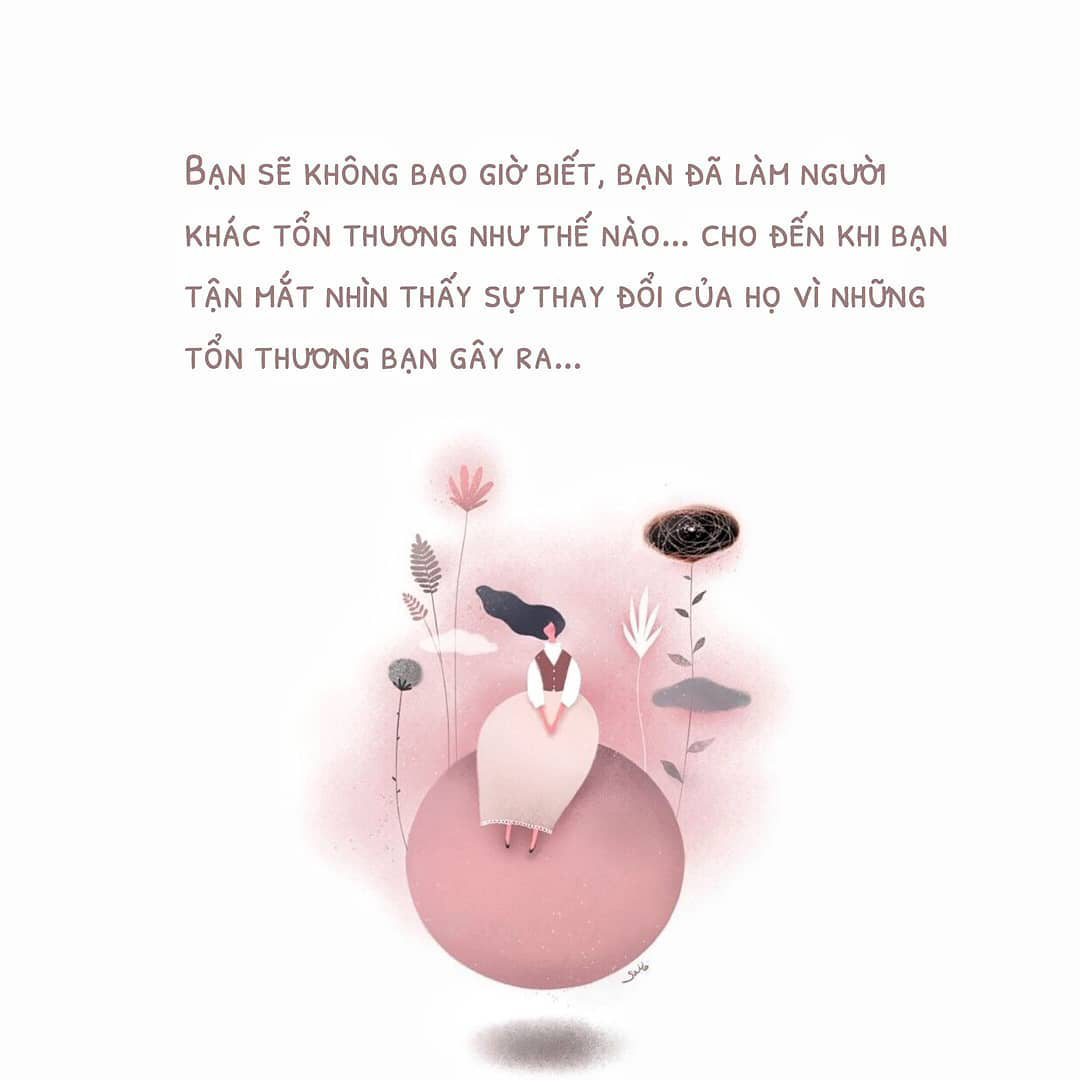 Bạn sẽ không bao giờ biết, bạn đã làm người
khác tổn thương như thế nào... cho đến khi bạn
tận mắt nhìn thấy sự thay đổi của họ vì những
tổn thương bạn gây ra...